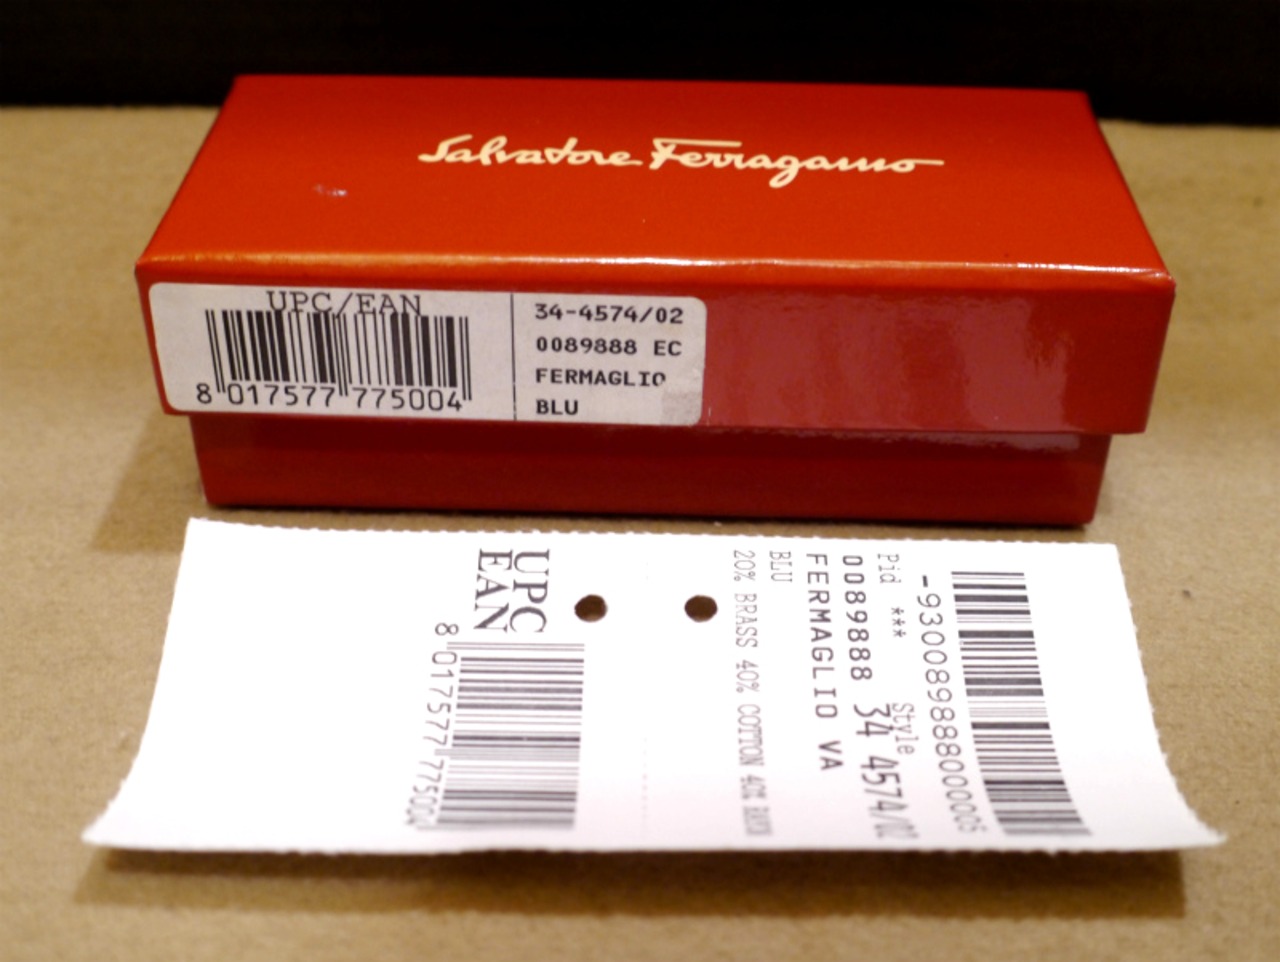 Salvatore Ferragamo
UPC/EAN
8 017577 775004
34-4574/02
0089888 EC
FERMAGLIO
BLU
UPC
EAN
8 017577 775004
Pid *** Style
0089888 34 4574/02
FERMAGLIO VA
BLU
20% BRASS 40% COTTON 40%